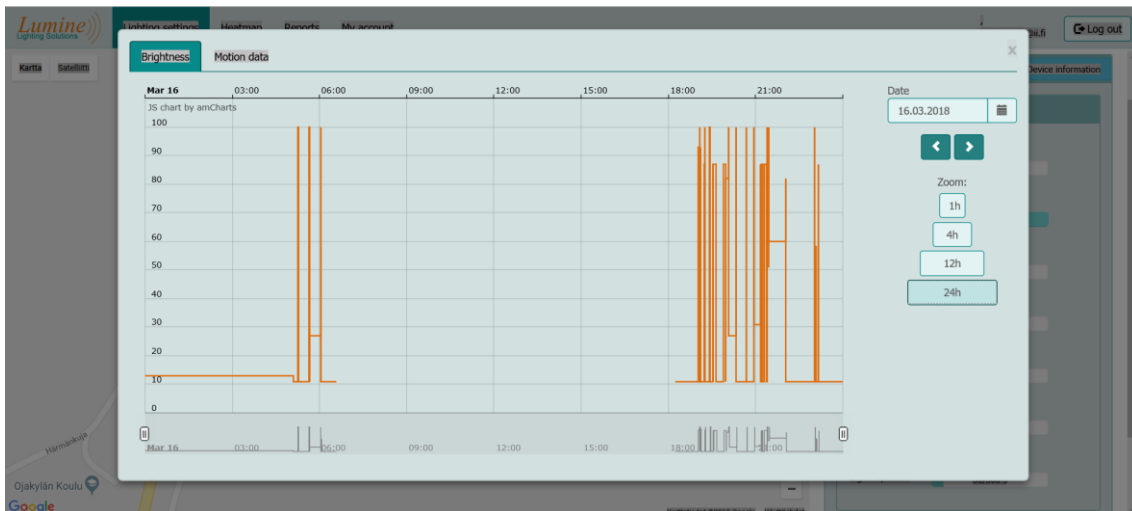 Lumine
Lighting Solutions
Lighting settings Heatman Reports My account
Log out
Kartta Satelliitti
Device information
Brightness Motion data
x
Mar 16 03:00 06:00 09:00 12:00 15:00 18:00 21:00
JS chart by amCharts
100
90
80
70
60
50
40
30
20
10
0
Mar 16 03:00 06:00 09:00 12:00 15:00 18:00 21:00
Date
16.03.2018
Zoom:
1h
4h
12h
24h
Härmänkuja
Ojakylän Koulu
Google